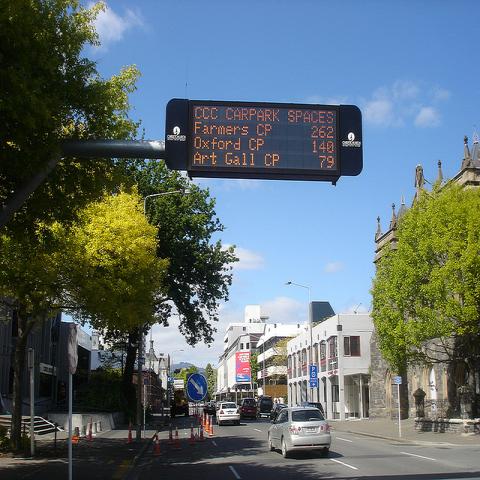 CCC CARPARK SPACES
Farmers CP 262
Oxford CP 140
Art Gall CP 79